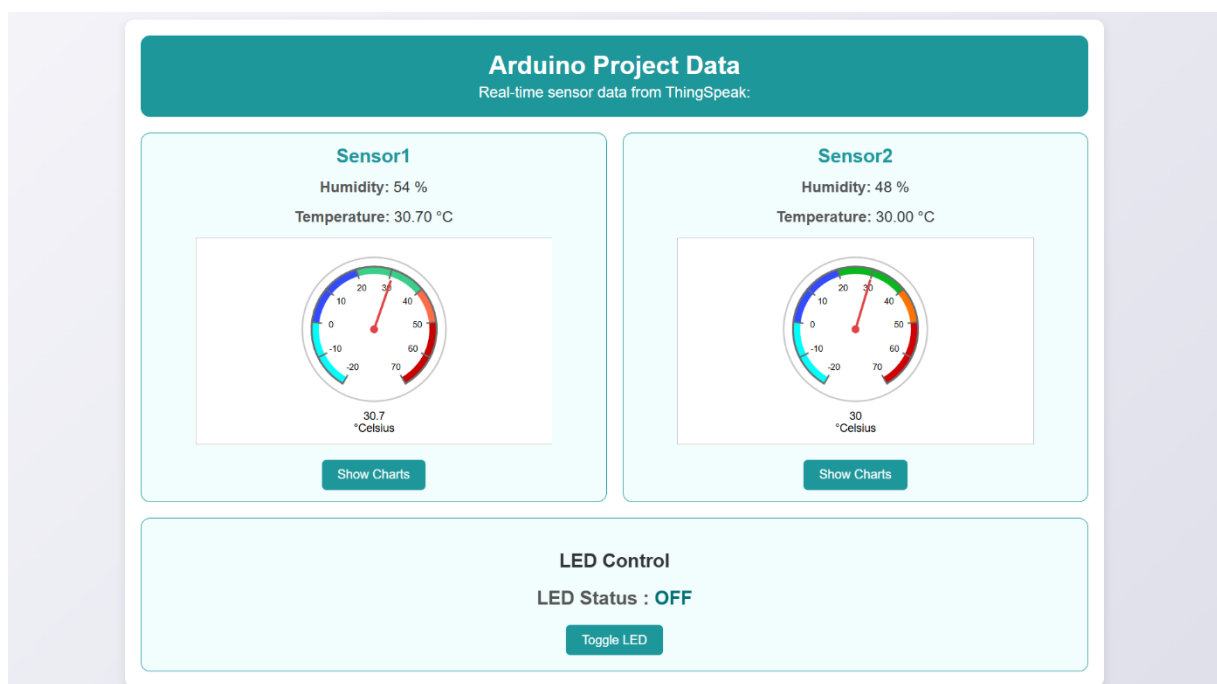 Arduino Project Data
Real-time sensor data from ThingSpeak:
Sensor1
Humidity: 54 %
Temperature: 30.70 °C
-20
-10
0
10
20
30
40
50
60
70
30.7
°Celsius
Show Charts
Sensor2
Humidity: 48 %
Temperature: 30.00 °C
-20
-10
0
10
20
30
40
50
60
70
30
°Celsius
Show Charts
LED Control
LED Status : OFF
Toggle LED